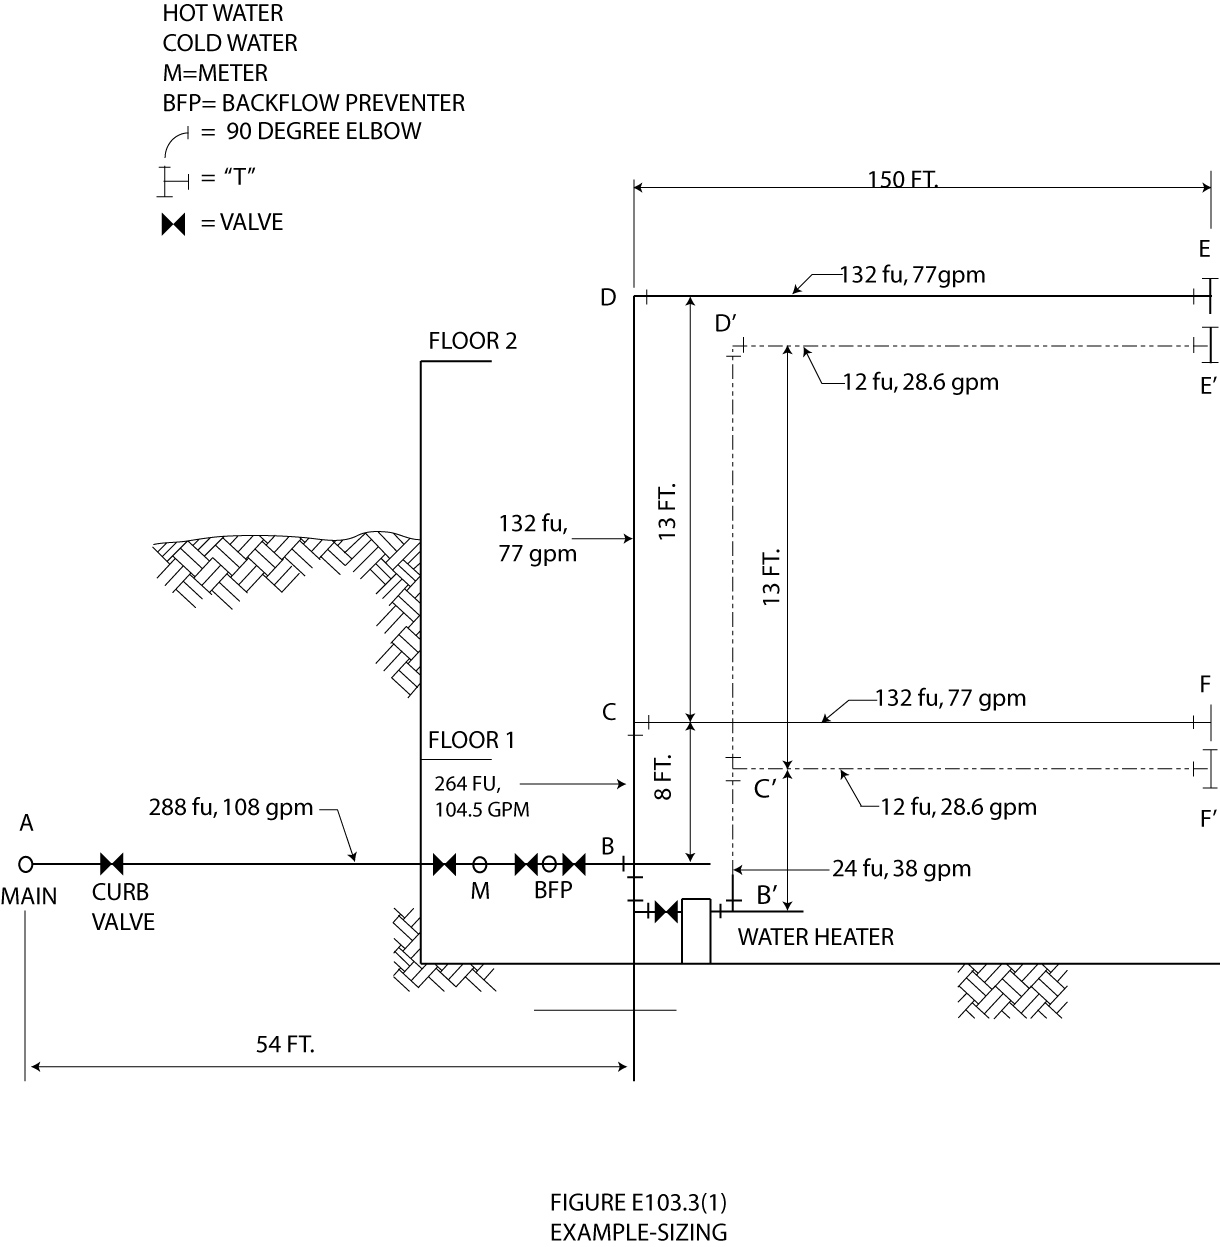 HOT WATER
COLD WATER
M=METER
BFP= BACKFLOW PREVENTER
= 90 DEGREE ELBOW
= “T”
= VALVE
150 FT.
E
132 fu, 77gpm
D
D’
FLOOR 2
12 fu, 28.6 gpm
E’
132 fu,
77 gpm
13 FT.
13 FT.
132 fu, 77 gpm
F
C
FLOOR 1
8 FT.
264 FU,
104.5 GPM
C’
288 fu, 108 gpm
12 fu, 28.6 gpm
F’
A
B
24 fu, 38 gpm
MAIN
CURB
VALVE
M
BFP
B’
WATER HEATER
54 FT.
FIGURE E103.3(1)
EXAMPLE-SIZING